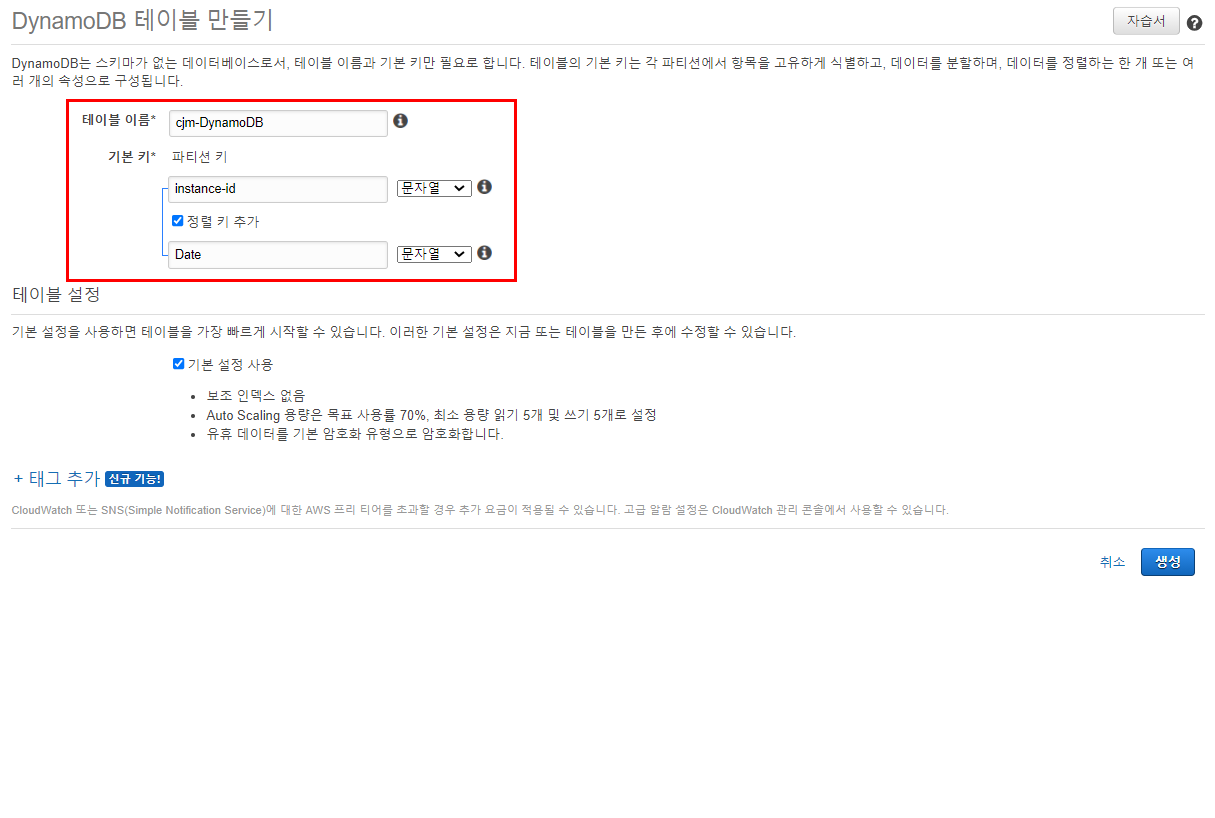 DynamoDB 테이블 만들기
자습서
DynamoDB는 스키마가 없는 데이터베이스로서, 테이블 이름과 기본 키만 필요로 합니다. 테이블의 기본 키는 각 파티션에서 항목을 고유하게 식별하고, 데이터를 분할하며, 데이터를 정렬하는 한 개 또는 여
러 개의 속성으로 구성됩니다.
테이블 이름* cjm-DynamoDB
기본 키* 파티션 키
instance-id 문자열
정렬 키 추가
Date 문자열
테이블 설정
기본 설정을 사용하면 테이블을 가장 빠르게 시작할 수 있습니다. 이러한 기본 설정은 지금 또는 테이블을 만든 후에 수정할 수 있습니다.
기본 설정 사용
• 보조 인덱스 없음
• Auto Scaling 용량은 목표 사용률 70%, 최소 용량 읽기 5개 및 쓰기 5개로 설정
• 유휴 데이터를 기본 암호화 유형으로 암호화합니다.
+ 태그 추가 신규 기능!
CloudWatch 또는 SNS(Simple Notification Service)에 대한 AWS 프리 티어를 초과할 경우 추가 요금이 적용될 수 있습니다. 고급 알람 설정은 CloudWatch 관리 콘솔에서 사용할 수 있습니다.
취소 생성